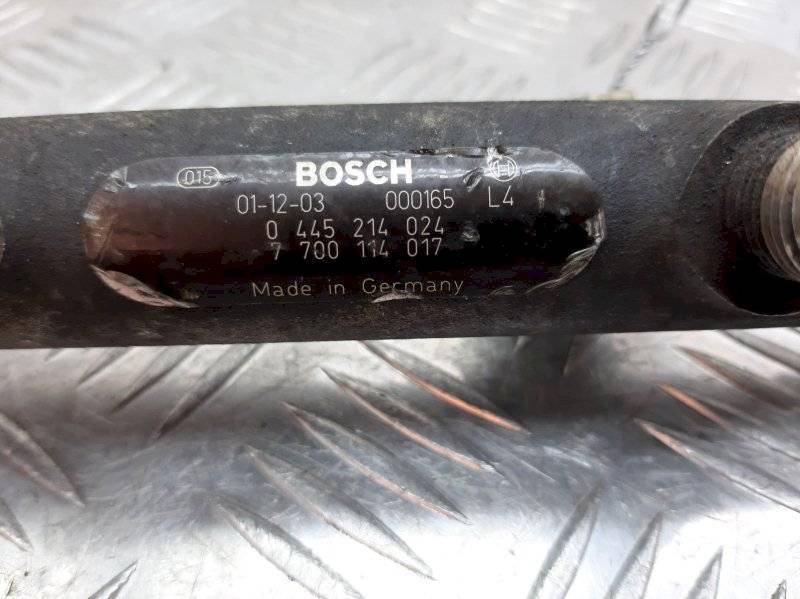 015 BOSCH
01-12-03 000165 L4
0 445 214 024
7 700 114 017
Made in Germany